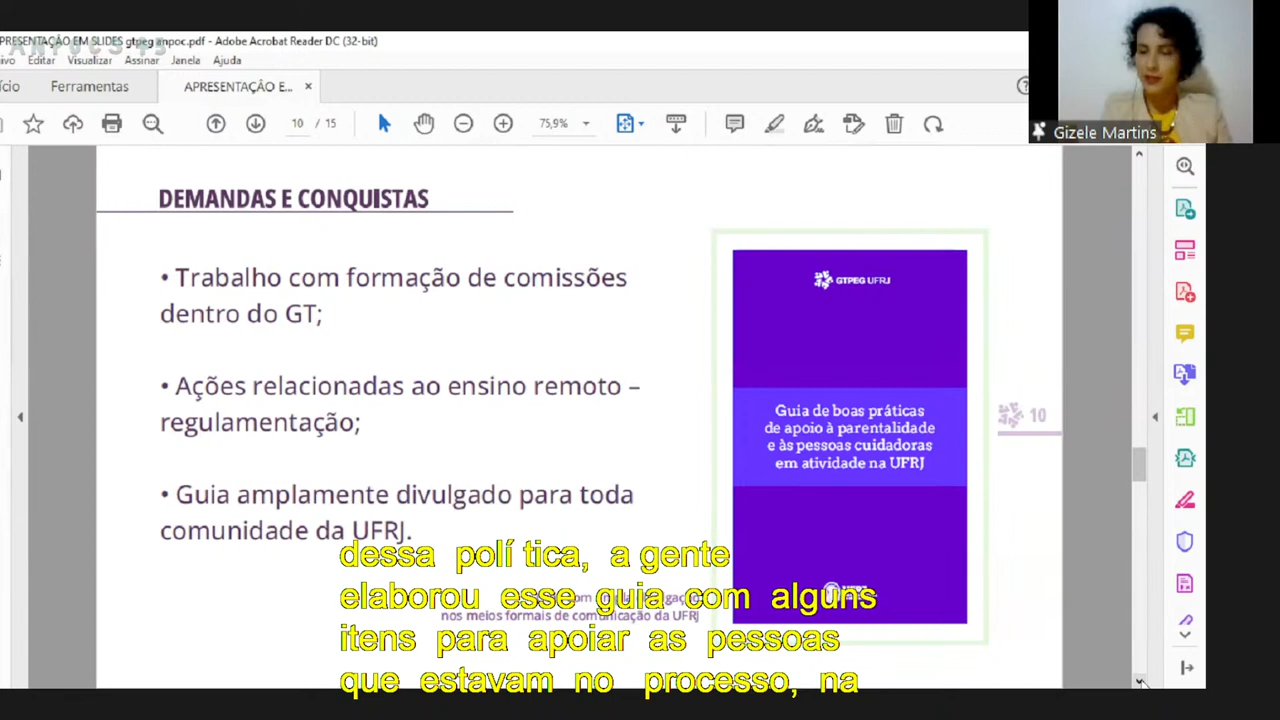 APRESENTAÇÃO EM SLIDES gtpeg anpoc.pdf - Adobe Acrobat Reader DC (32-bit)
Editar Visualizar Assinar Janela Ajuda
Ferramentas APRESENTAÇÃO E... ×
10 / 15 75,9%
Gizele Martins
DEMANDAS E CONQUISTAS
• Trabalho com formação de comissões
dentro do GT;
• Ações relacionadas ao ensino remoto –
regulamentação;
• Guia amplamente divulgado para toda
comunidade da UFRJ.
GTPEG UFRJ
Guia de boas práticas
de apoio à parentalidade
e às pessoas cuidadoras
em atividade na UFRJ
10
nos meios formais de comunicação da UFRJ
dessa polí tica, a gente
elaborou esse guia com alguns
itens para apoiar as pessoas
que estavam no processo, na